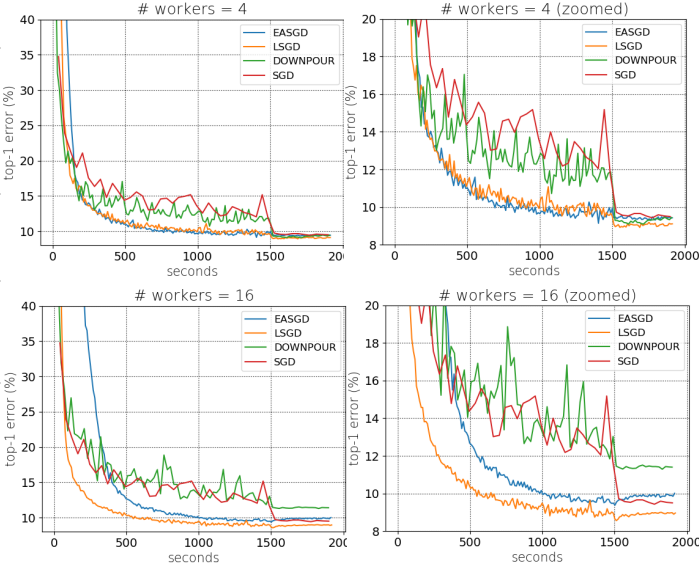 # workers = 4
40
35
30
25
20
15
10
top-1 error (%)
EASGD
LSGD
DOWNPOUR
SGD
0
500
1000
1500
200
seconds
# workers = 4 (zoomed)
20
18
16
14
12
10
8
top-1 error (%)
EASGD
LSGD
DOWNPOUR
SGD
0
500
1000
1500
2000
seconds
# workers = 16
40
35
30
25
20
15
10
top-1 error (%)
EASGD
LSGD
DOWNPOUR
SGD
0
500
1000
1500
200
seconds
# workers = 16 (zoomed)
20
18
16
14
12
10
8
top-1 error (%)
EASGD
LSGD
DOWNPOUR
SGD
0
500
1000
1500
2000
seconds